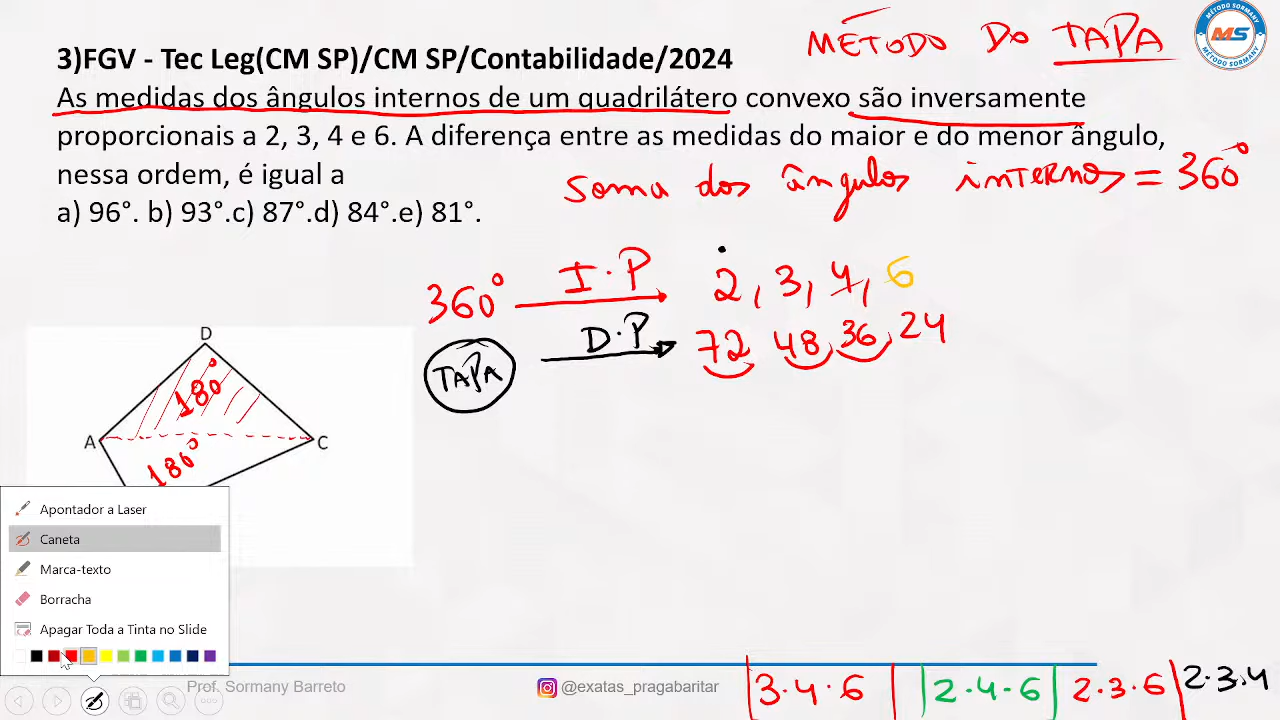 MÉTODO DO TAPA
MÉTODO SORMANY
MS
MÉTODO SORMANY
3)FGV - Tec Leg(CM SP)/CM SP/Contabilidade/2024
As medidas dos ângulos internos de um quadrilátero convexo são inversamente
proporcionais a 2, 3, 4 e 6. A diferença entre as medidas do maior e do menor ângulo,
nessa ordem, é igual a
soma dos ângulos internos = 360°
a) 96°. b) 93°.c) 87°.d) 84°.e) 81°.
360° I.P 2, 3, 4, 6
TAPA D.P 72 48 36 24
D
180°
A C
180°
Apontador a Laser
Caneta
Marca-texto
Borracha
Apagar Toda a Tinta no Slide
Prof. Sormany Barreto @exatas_pragabaritar
3·4·6 2·4·6 2·3·6 2·3·4